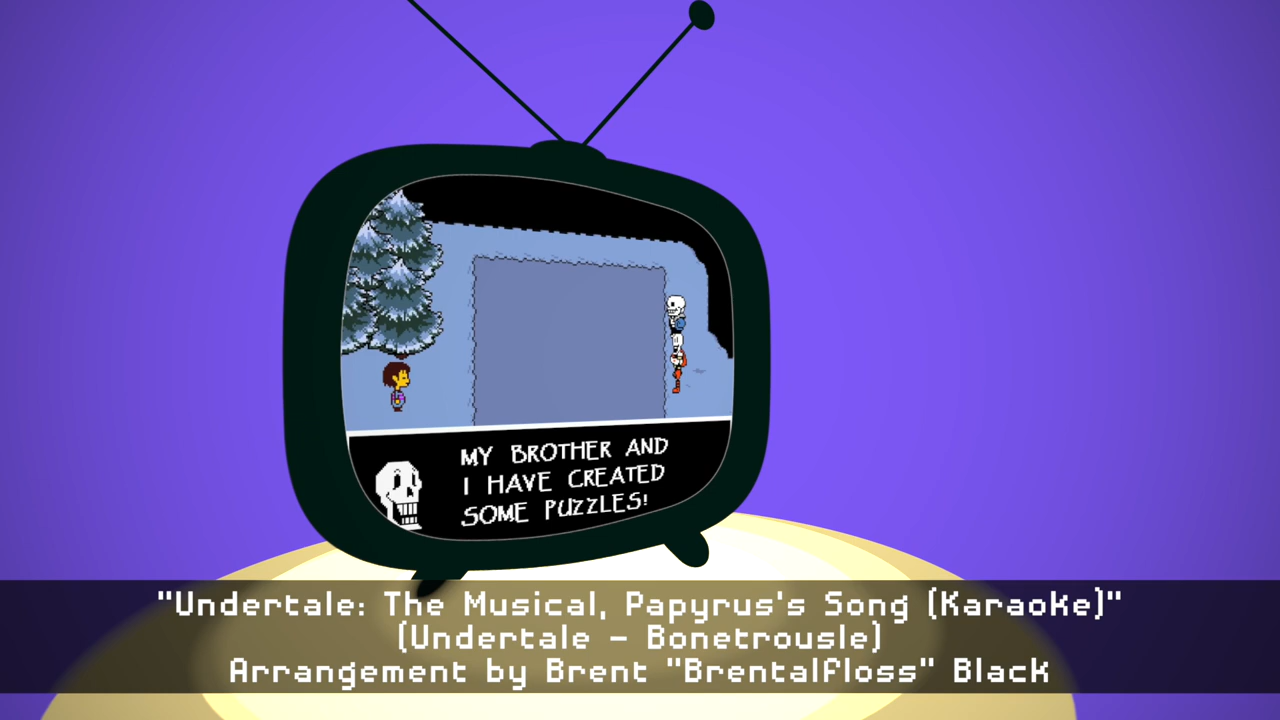 MY BROTHER AND
I HAVE CREATED
SOME PUZZLES!
"Undertale: The Musical, Papyrus's Song (Karaoke)"
(Undertale - Bonetrousle)
Arrangement by Brent "Brentalfloss" Black